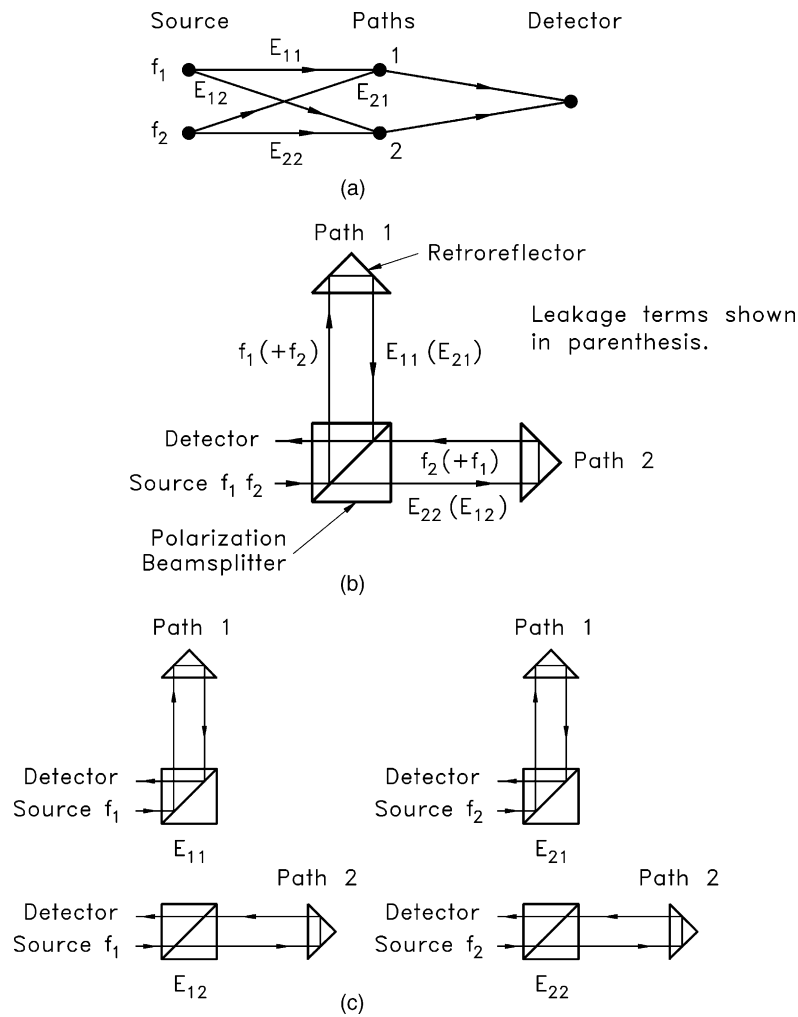 Source Paths Detector
f1 E11 1
E12 E21
f2 E22 2
(a)
Path 1
Retroreflector
Leakage terms shown
in parenthesis.
f1(+f2) E11(E21)
Detector
f2(+f1) Path 2
Source f1 f2
E22(E12)
Polarization
Beamsplitter
(b)
Path 1
Detector
Source f1
E11
Path 1
Detector
Source f2
E21
Path 2
Detector
Source f1
E12
Path 2
Detector
Source f2
E22
(c)